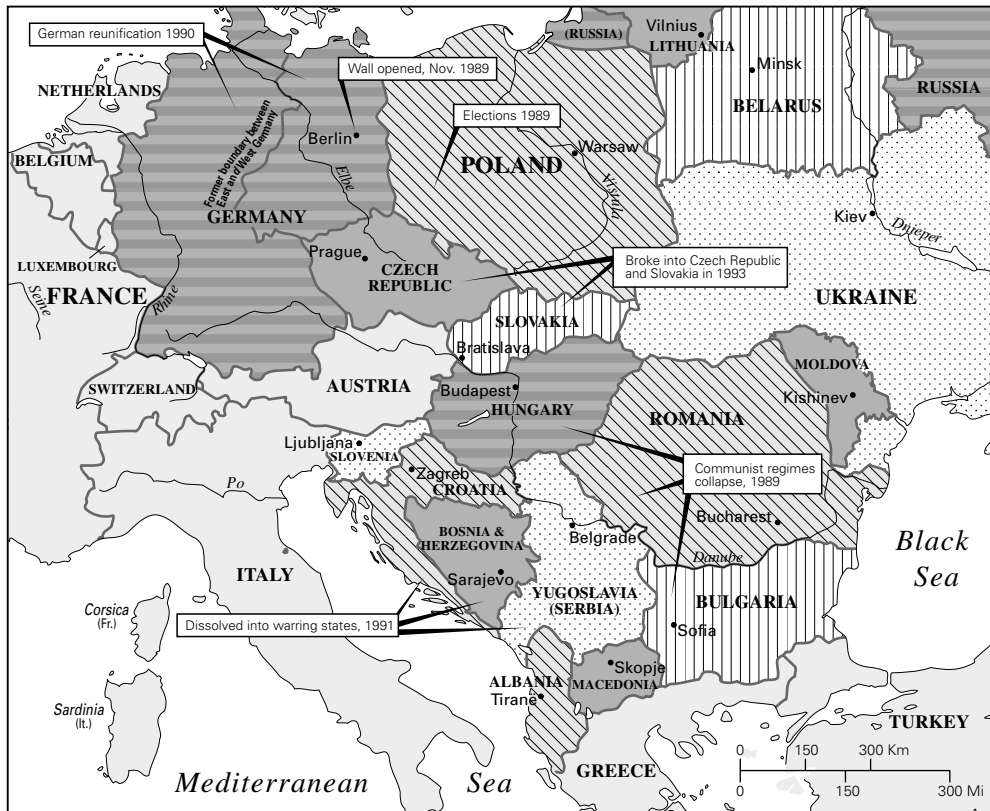 German reunification 1990
Wall opened, Nov. 1989
Elections 1989
(RUSSIA)
Vilnius
LITHUANIA
Minsk
BELARUS
RUSSIA
NETHERLANDS
BELGIUM
Berlin
Former boundary between
East and West Germany
Elbe
POLAND
Warsaw
Vistula
GERMANY
Kiev
Dnieper
LUXEMBOURG
Seine
FRANCE
Rhine
Prague
CZECH
REPUBLIC
Broke into Czech Republic
and Slovakia in 1993
UKRAINE
SLOVAKIA
Bratislava
SWITZERLAND
AUSTRIA
Budapest
HUNGARY
ROMANIA
MOLDOVA
Kishinev
Ljubljana
SLOVENIA
Zagreb
CROATIA
Po
Communist regimes
collapse, 1989
Bucharest
BOSNIA &
HERZEGOVINA
Sarajevo
Belgrade
Danube
Black
Sea
ITALY
YUGOSLAVIA
(SERBIA)
BULGARIA
Sofia
Corsica
(Fr.)
Dissolved into warring states, 1991
Skopje
MACEDONIA
ALBANIA
Tirane
Sardinia
(It.)
TURKEY
GREECE
Mediterranean Sea
0 150 300 Km
0 150 300 Mi